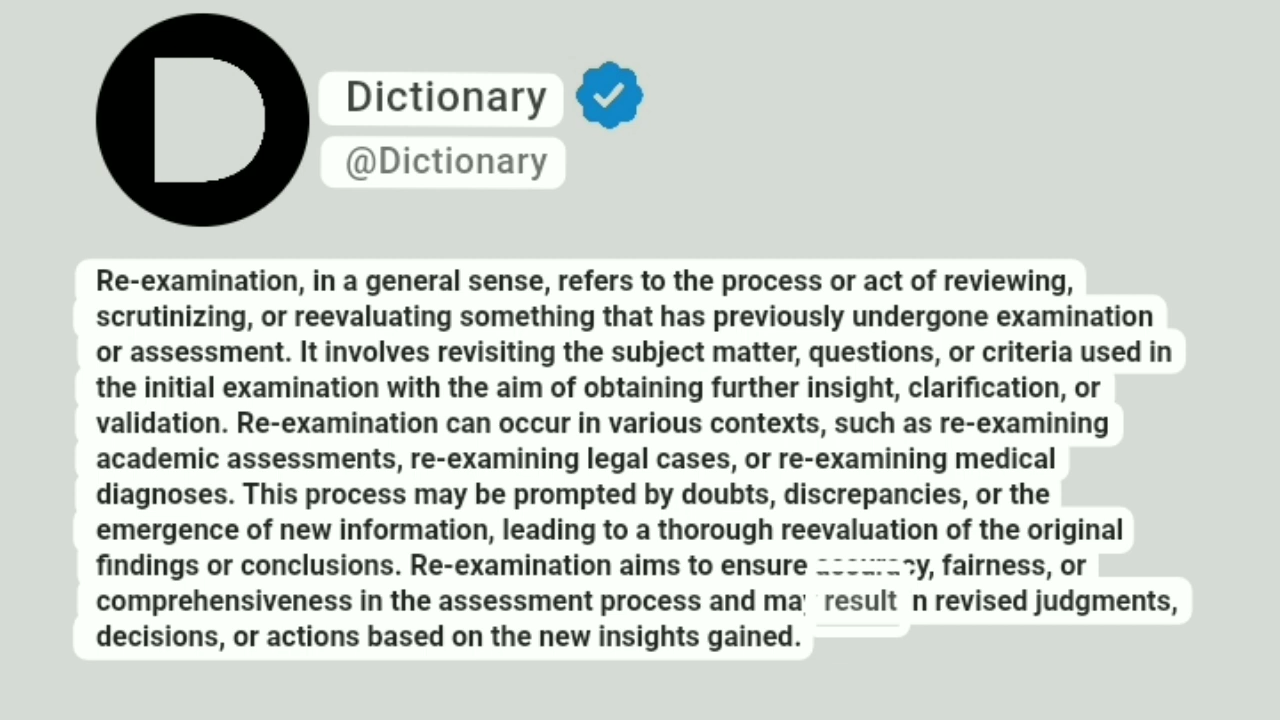 D
Dictionary
@Dictionary
Re-examination, in a general sense, refers to the process or act of reviewing,
scrutinizing, or reevaluating something that has previously undergone examination
or assessment. It involves revisiting the subject matter, questions, or criteria used in
the initial examination with the aim of obtaining further insight, clarification, or
validation. Re-examination can occur in various contexts, such as re-examining
academic assessments, re-examining legal cases, or re-examining medical
diagnoses. This process may be prompted by doubts, discrepancies, or the
emergence of new information, leading to a thorough reevaluation of the original
findings or conclusions. Re-examination aims to ensure fairness, or
comprehensiveness in the assessment process and may result n revised judgments,
decisions, or actions based on the new insights gained.